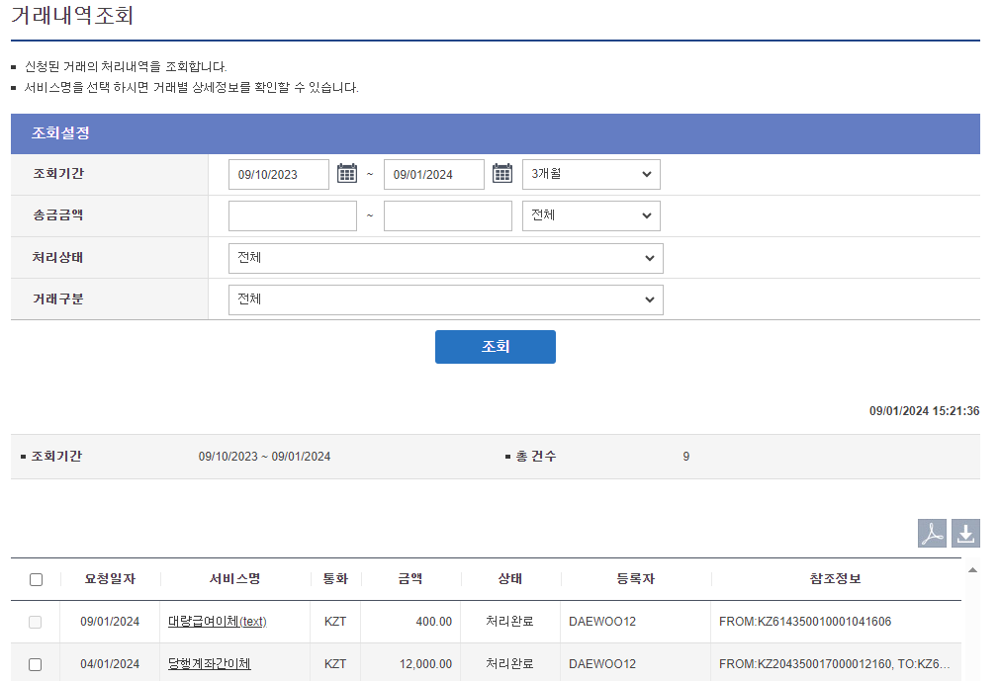 거래내역조회
신청된 거래의 처리내역을 조회합니다.
서비스명을 선택 하시면 거래별 상세정보를 확인할 수 있습니다.
조회설정
조회기간 09/10/2023 ~ 09/01/2024 3개월
송금금액 ~ 전체
처리상태 전체
거래구분 전체
조회
09/01/2024 15:21:36
조회기간 09/10/2023 ~ 09/01/2024 총 건수 9
요청일자 서비스명 통화 금액 상태 등록자 참조정보
09/01/2024 대량급여이체(text) KZT 400.00 처리완료 DAEWOO12 FROM:KZ614350010001041606
04/01/2024 당행계좌간이체 KZT 12,000.00 처리완료 DAEWOO12 FROM:KZ204350017000012160, TO:KZ6...